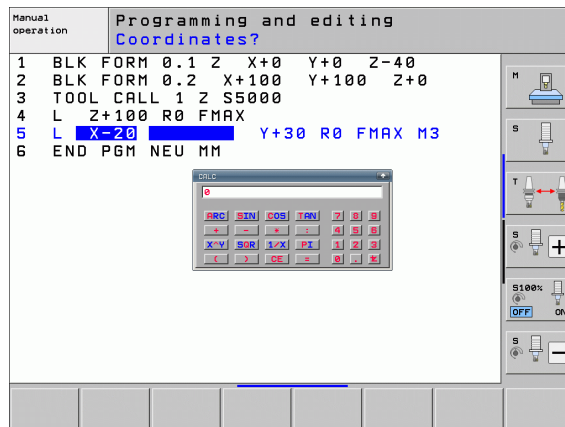 Manual
operation
Programming and editing
Coordinates?
1 BLK FORM 0.1 Z X+0 Y+0 Z-40
2 BLK FORM 0.2 X+100 Y+100 Z+0
3 TOOL CALL 1 Z S5000
4 L Z+100 R0 FMAX
5 L X-20 Y+30 R0 FMAX M3
6 END PGM NEU MM
CALC
0
ARC SIN COS TAN 7 8 9
+ - * : 4 5 6
X^Y SQR 1/X PI 1 2 3
( ) CE = 0 . ±
M
S
T
S
+
S100%
OFF ON
S
-